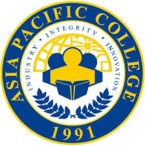 ASIA PACIFIC COLLEGE
INDUSTRY • INTEGRITY • INNOVATION
1991